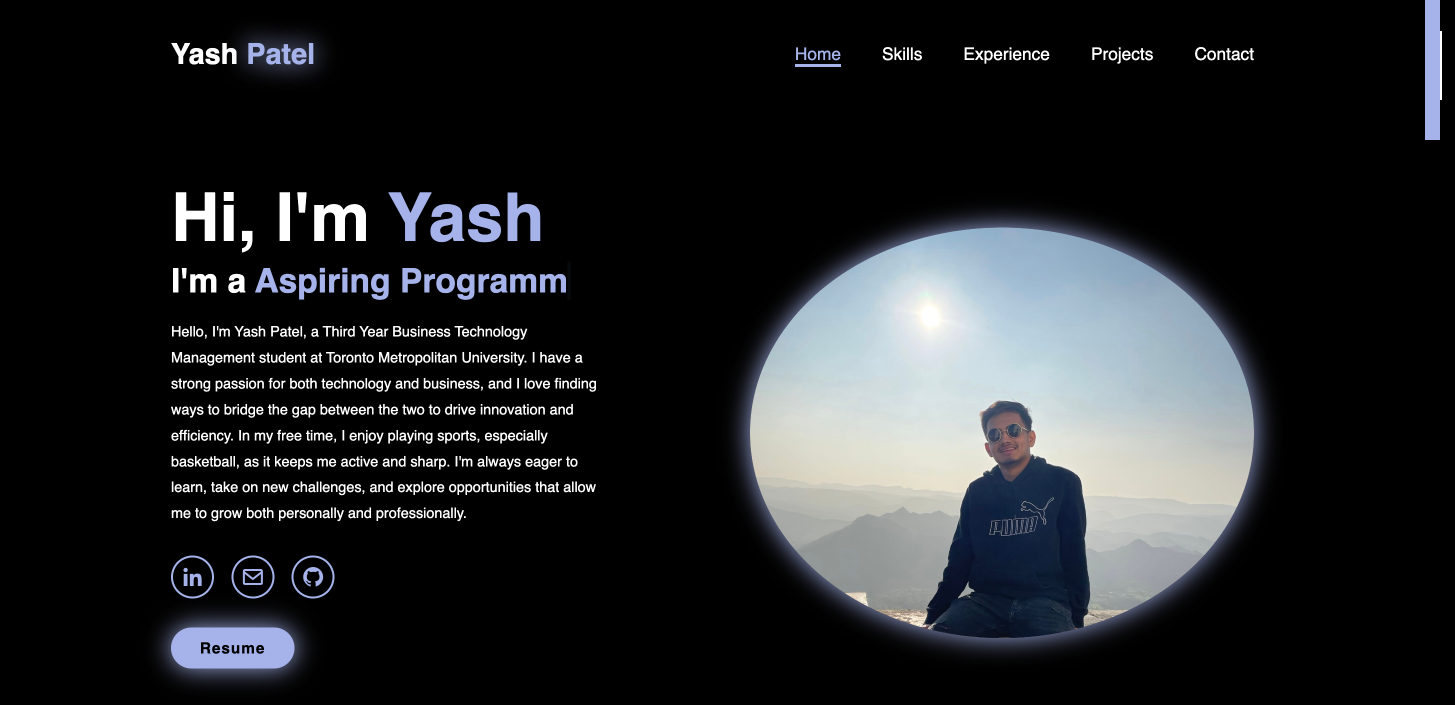 Yash Patel
Home Skills Experience Projects Contact
Hi, I'm Yash
I'm a Aspiring Programm
Hello, I'm Yash Patel, a Third Year Business Technology
Management student at Toronto Metropolitan University. I have a
strong passion for both technology and business, and I love finding
ways to bridge the gap between the two to drive innovation and
efficiency. In my free time, I enjoy playing sports, especially
basketball, as it keeps me active and sharp. I'm always eager to
learn, take on new challenges, and explore opportunities that allow
me to grow both personally and professionally.
in
Resume
PUMA